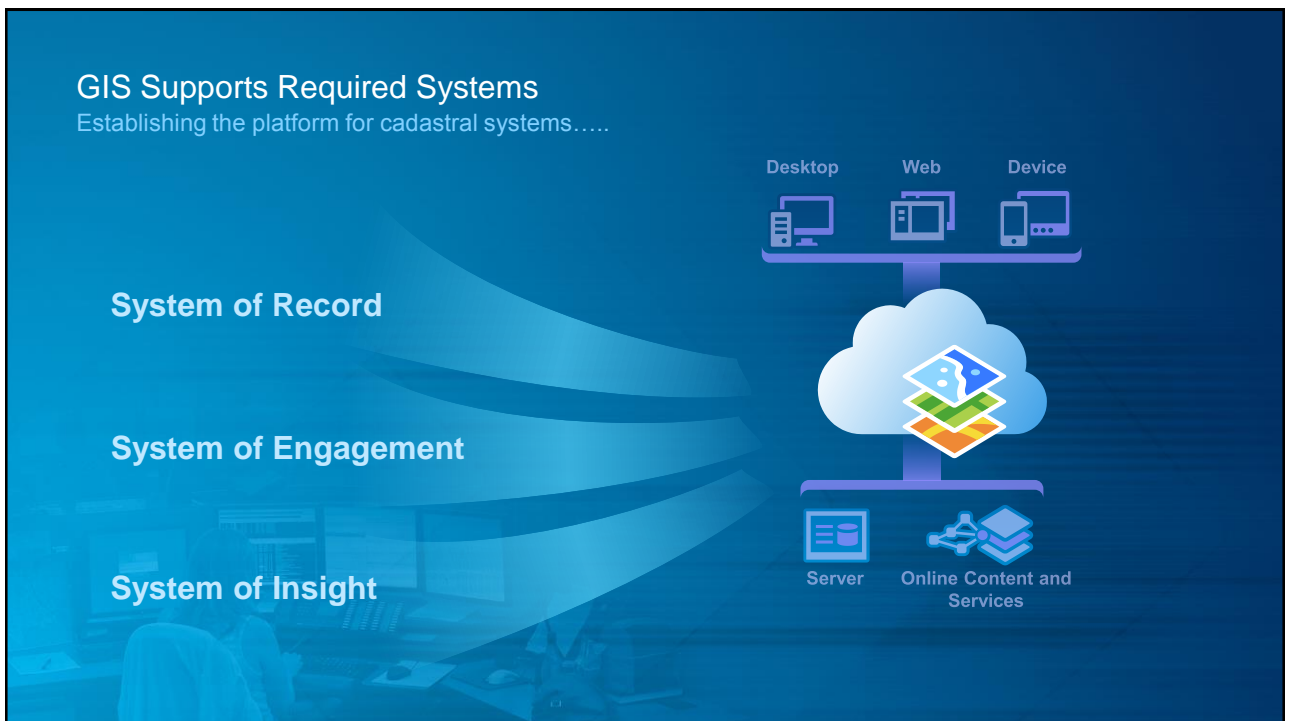 GIS Supports Required Systems
Establishing the platform for cadastral systems…..
Desktop Web Device
System of Record
System of Engagement
System of Insight
Server Online Content and
Services